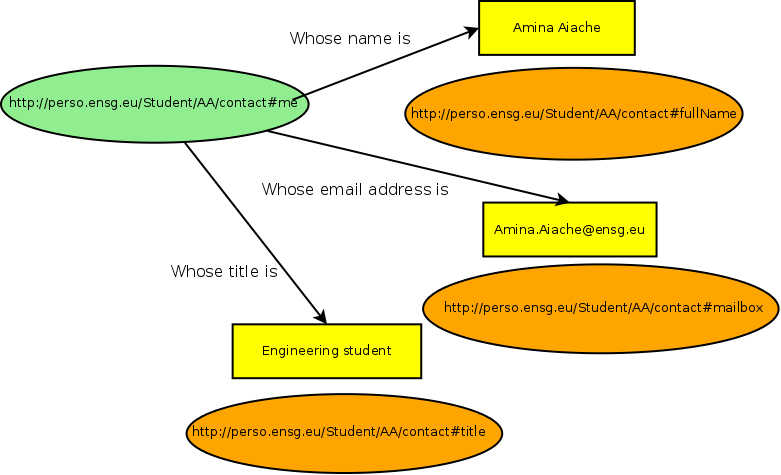 Amina Aiache
Whose name is
http://perso.ensg.eu/Student/AA/contact#me
http://perso.ensg.eu/Student/AA/contact#fullName
Whose email address is
Amina.Aiache@ensg.eu
Whose title is
http://perso.ensg.eu/Student/AA/contact#mailbox
Engineering student
http://perso.ensg.eu/Student/AA/contact#title